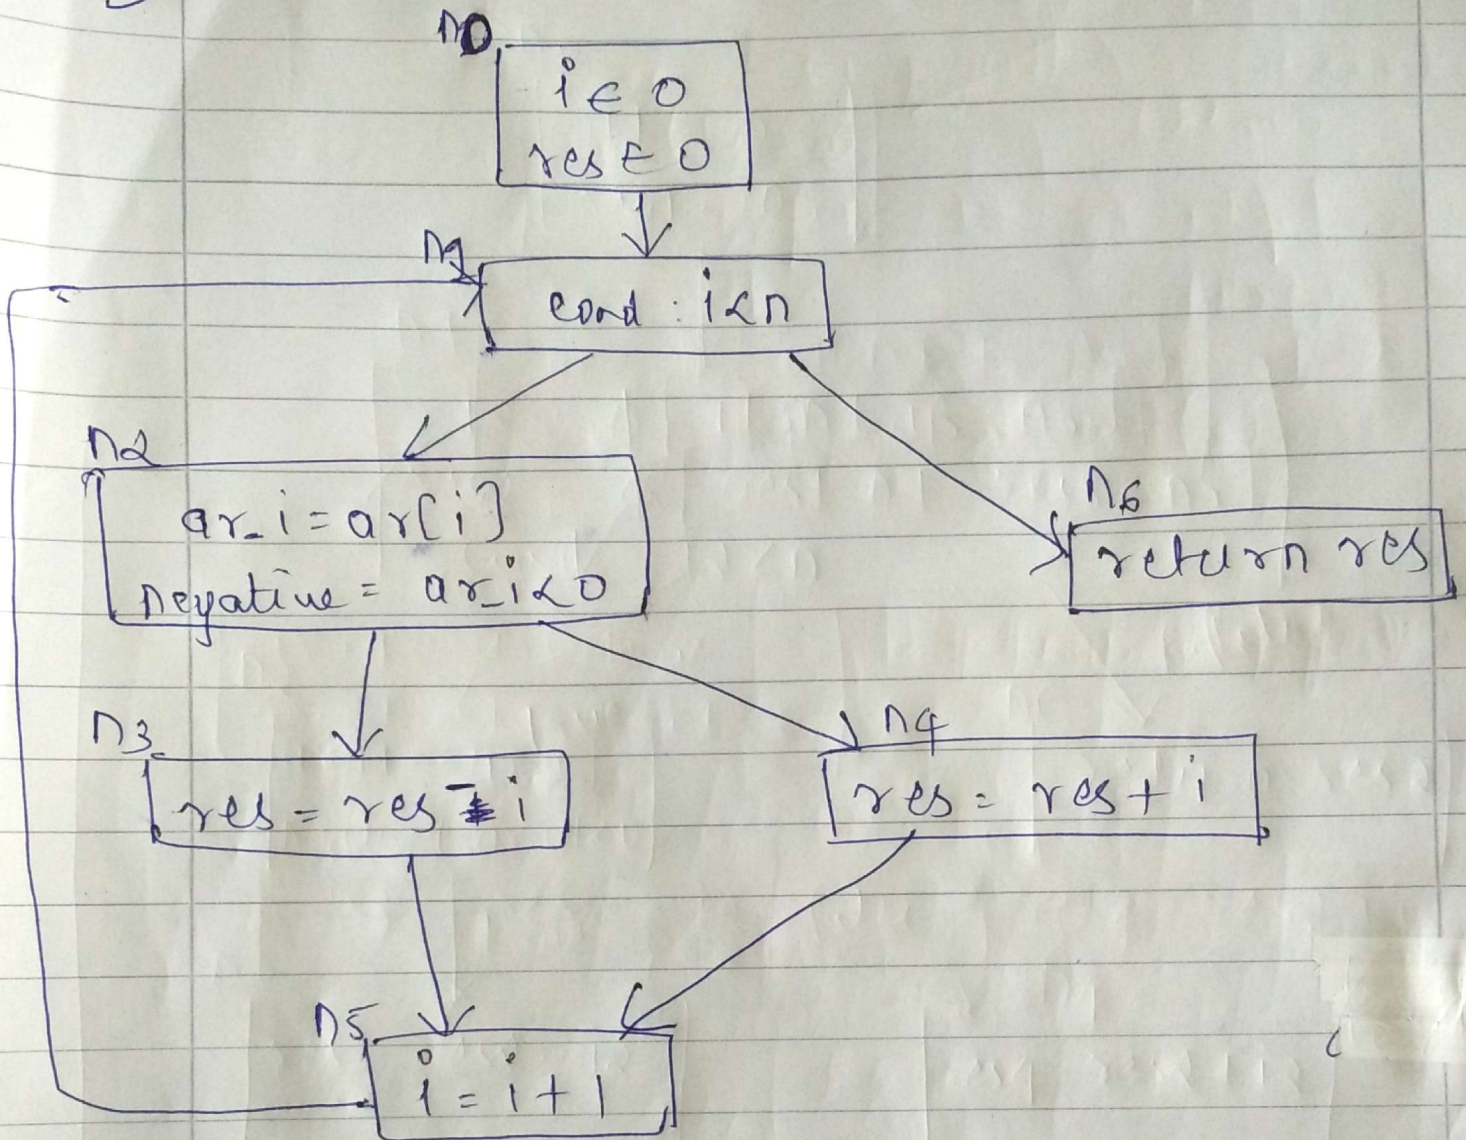 n0
i ← 0
res ← 0
n1
cond : i<n
n2
ar_i = ar[i]
negative = ar_i<0
n6
return res
n3
res = res - i
n4
res = res + i
n5
i = i + 1